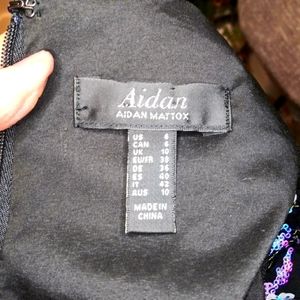 Aidan
AIDAN MATTOX
US 6
CAN 6
UK 10
EU/FR 38
DE 36
ES 40
IT 42
AUS 10
MADE IN
CHINA